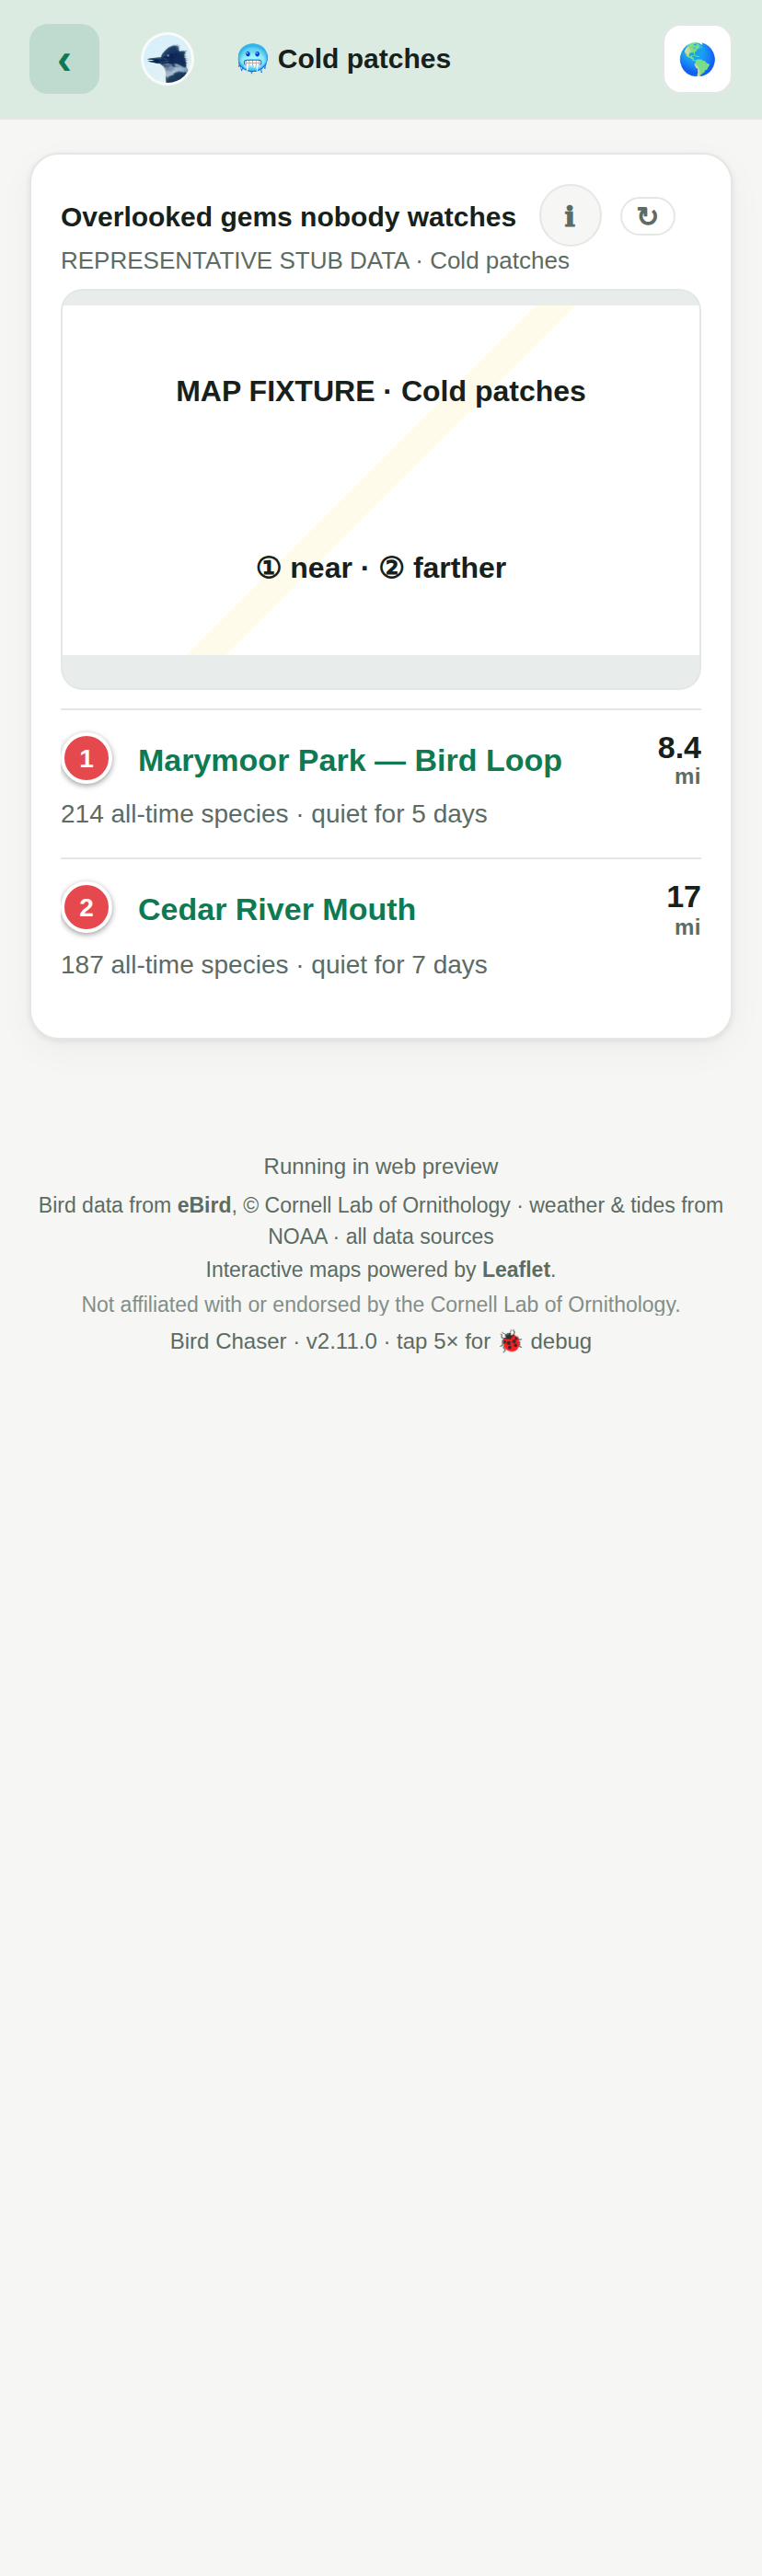 ‹ 🥶 Cold patches 🌎
Overlooked gems nobody watches ℹ ↻
REPRESENTATIVE STUB DATA · Cold patches
MAP FIXTURE · Cold patches
① near · ② farther
1 Marymoor Park — Bird Loop 8.4 mi
214 all-time species · quiet for 5 days
2 Cedar River Mouth 17 mi
187 all-time species · quiet for 7 days
Running in web preview
Bird data from eBird, © Cornell Lab of Ornithology · weather & tides from
NOAA · all data sources
Interactive maps powered by Leaflet.
Not affiliated with or endorsed by the Cornell Lab of Ornithology.
Bird Chaser · v2.11.0 · tap 5× for 🐞 debug